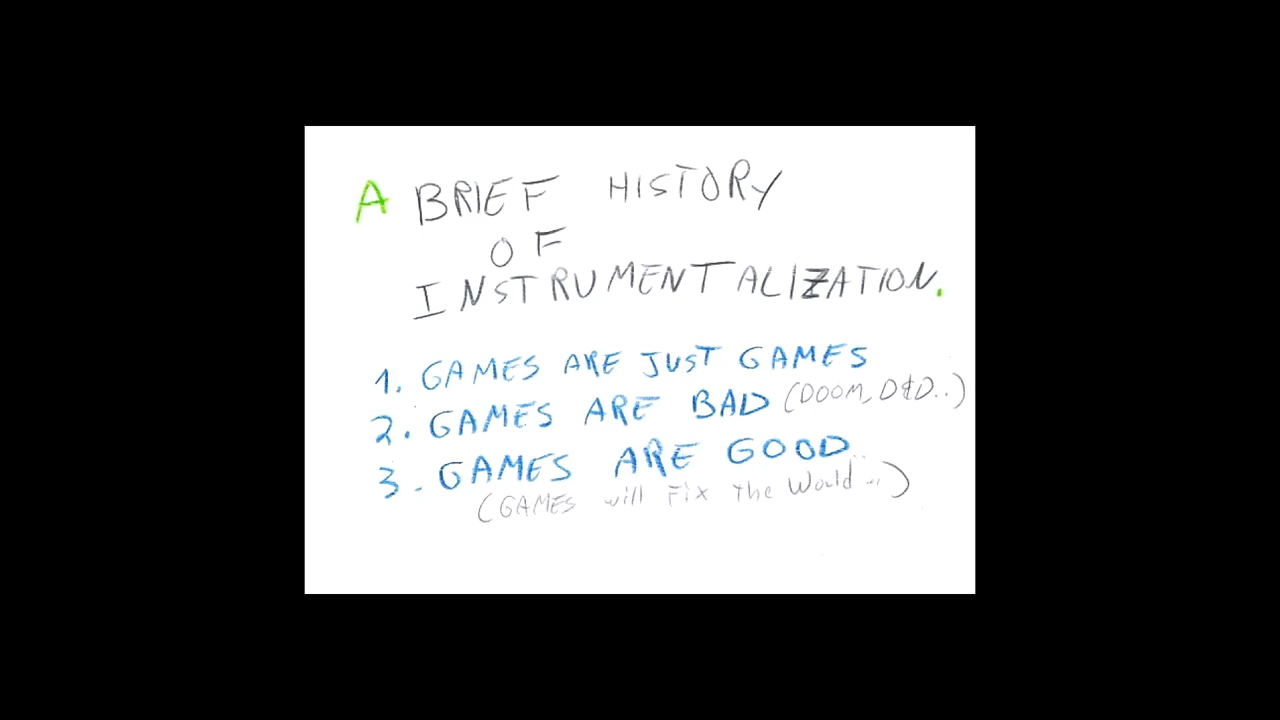 A BRIEF HISTORY
OF
INSTRUMENTALIZATION.
1. GAMES ARE JUST GAMES
2. GAMES ARE BAD (DOOM, D&D..)
3. GAMES ARE GOOD..
(GAMES will Fix the World...)